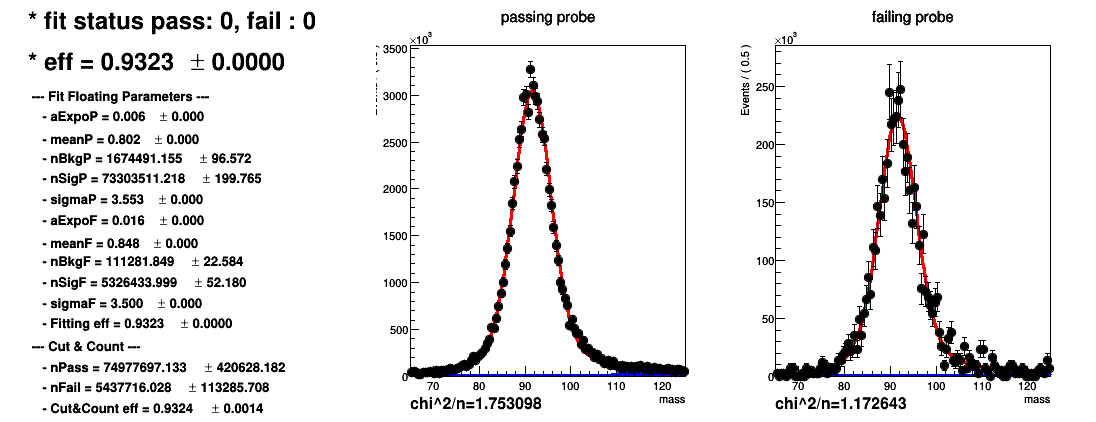 * fit status pass: 0, fail : 0
* eff = 0.9323 ± 0.0000
--- Fit Floating Parameters ---
- aExpoP = 0.006 ± 0.000
- meanP = 0.802 ± 0.000
- nBkgP = 1674491.155 ± 96.572
- nSigP = 73303511.218 ± 199.765
- sigmaP = 3.553 ± 0.000
- aExpoF = 0.016 ± 0.000
- meanF = 0.848 ± 0.000
- nBkgF = 111281.849 ± 22.584
- nSigF = 5326433.999 ± 52.180
- sigmaF = 3.500 ± 0.000
- Fitting eff = 0.9323 ± 0.0000
--- Cut & Count ---
- nPass = 74977697.133 ± 420628.182
- nFail = 5437716.028 ± 113285.708
- Cut&Count eff = 0.9324 ± 0.0014
passing probe
×10³
3500
3000
2500
2000
1500
1000
500
0
70 80 90 100 110 120
mass
chi^2/n=1.753098
failing probe
×10³
Events / ( 0.5 )
250
200
150
100
50
0
70 80 90 100 110 120
mass
chi^2/n=1.172643